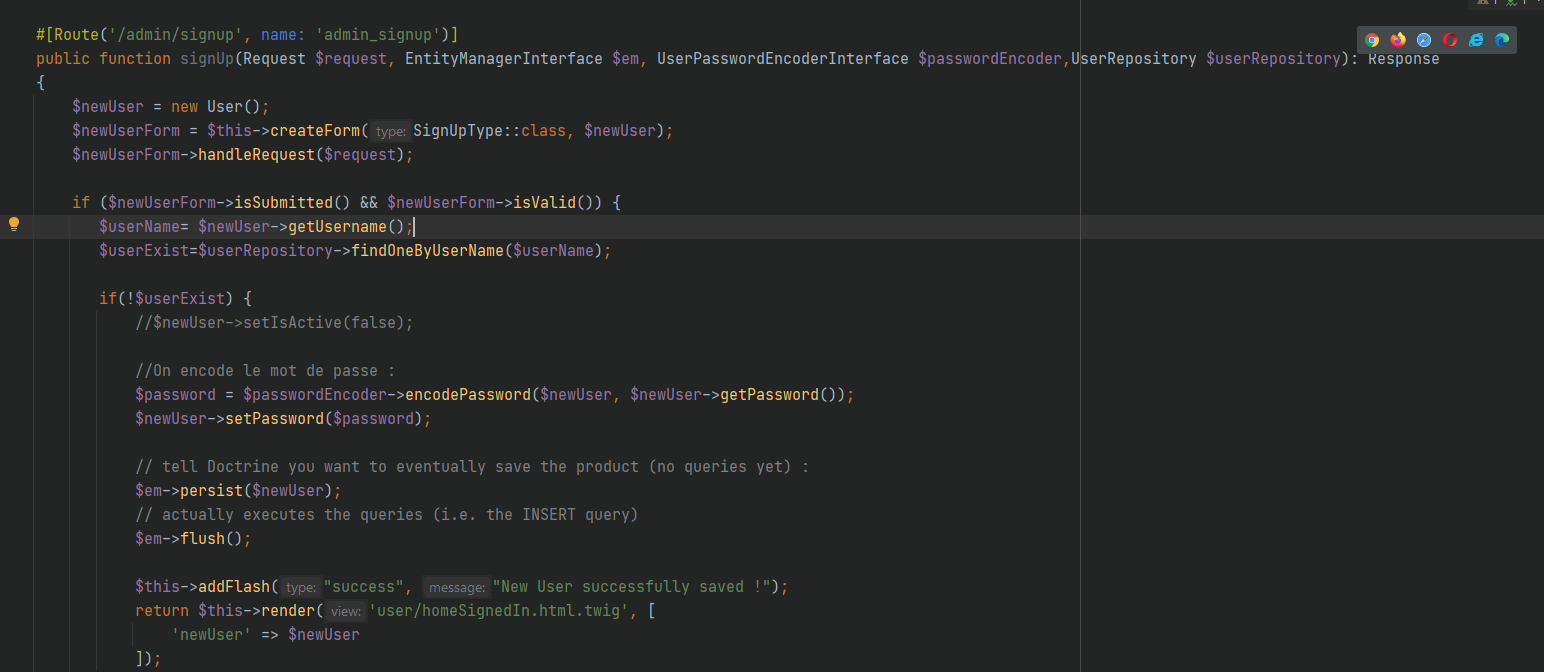 #[Route('/admin/signup', name: 'admin_signup')]
public function signUp(Request $request, EntityManagerInterface $em, UserPasswordEncoderInterface $passwordEncoder,UserRepository $userRepository): Response
{
$newUser = new User();
$newUserForm = $this->createForm( type: SignUpType::class, $newUser);
$newUserForm->handleRequest($request);
if ($newUserForm->isSubmitted() && $newUserForm->isValid()) {
$userName= $newUser->getUsername();
$userExist=$userRepository->findOneByUserName($userName);
if(!$userExist) {
//$newUser->setIsActive(false);
//On encode le mot de passe :
$password = $passwordEncoder->encodePassword($newUser, $newUser->getPassword());
$newUser->setPassword($password);
// tell Doctrine you want to eventually save the product (no queries yet) :
$em->persist($newUser);
// actually executes the queries (i.e. the INSERT query)
$em->flush();
$this->addFlash( type: "success", message: "New User successfully saved !");
return $this->render( view: 'user/homeSignedIn.html.twig', [
'newUser' => $newUser
]);